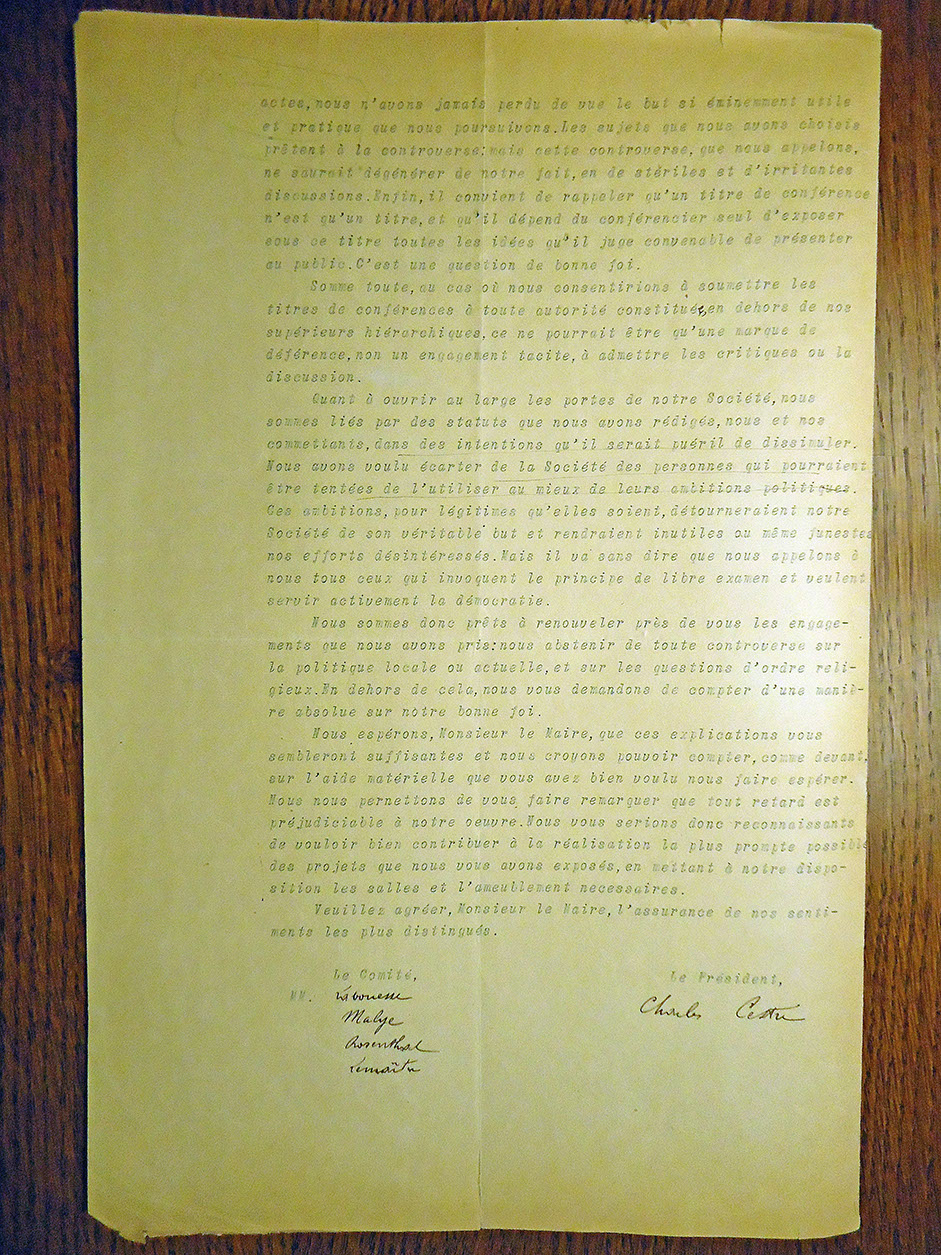 actes,nous n'avons jamais perdu de vue le but si éminemment utile
et pratique que nous poursuivons.Les sujets que nous avons choisis
prêtent à la controverse;mais cette controverse,que nous appelons,
ne saurait dégénérer de notre fait,en de stériles et d'irritantes
discussions.Enfin,il convient de rappeler qu'un titre de conférence
n'est qu'un titre,et qu'il dépend du conférencier seul d'exposer
sous ce titre toutes les idées qu'il juge convenable de présenter
au public.C'est une question de bonne foi.
Somme toute,au cas où nous consentirions à soumettre les
titres de conférences à toute autorité constituée,en dehors de nos
supérieurs hiérarchiques,ce ne pourrait être qu'une marque de
déférence,non un engagement tacite,à admettre les critiques ou la
discussion.
Quant à ouvrir au large les portes de notre Société,nous
sommes liés par des statuts que nous avons rédigés,nous et nos
commettants,dans des intentions qu'il serait puéril de dissimuler.
Nous avons voulu écarter de la Société des personnes qui pourraient
être tentées de l'utiliser au mieux de leurs ambitions politiques.
Ces ambitions,pour légitimes qu'elles soient,détourneraient notre
Société de son véritable but et rendraient inutiles ou même funestes
nos efforts désintéressés.Mais il va sans dire que nous appelons à
nous tous ceux qui invoquent le principe de libre examen et veulent
servir activement la démocratie.
Nous sommes donc prêts à renouveler près de vous les engage-
ments que nous avons pris:nous abstenir de toute controverse sur
la politique locale ou actuelle,et sur les questions d'ordre reli-
gieux.En dehors de cela,nous vous demandons de compter d'une maniè-
re absolue sur notre bonne foi.
Nous espérons,Monsieur le Maire,que ces explications vous
sembleront suffisantes et nous croyons pouvoir compter,comme devant,
sur l'aide matérielle que vous avez bien voulu nous faire espérer.
Nous nous permettons de vous faire remarquer que tout retard est
préjudiciable à notre oeuvre.Nous vous serions donc reconnaissants
de vouloir bien contribuer à la réalisation la plus prompte possible
des projets que nous vous avons exposés,en mettant à notre dispo-
sition les salles et l'ameublement necessaires.
Veuillez agréer,Monsieur le Maire,l'assurance de nos senti-
ments les plus distingués.
Le Comité,
Le Président,
MM.
Charles Cestre
Malye
Rosenthal
Lemaître